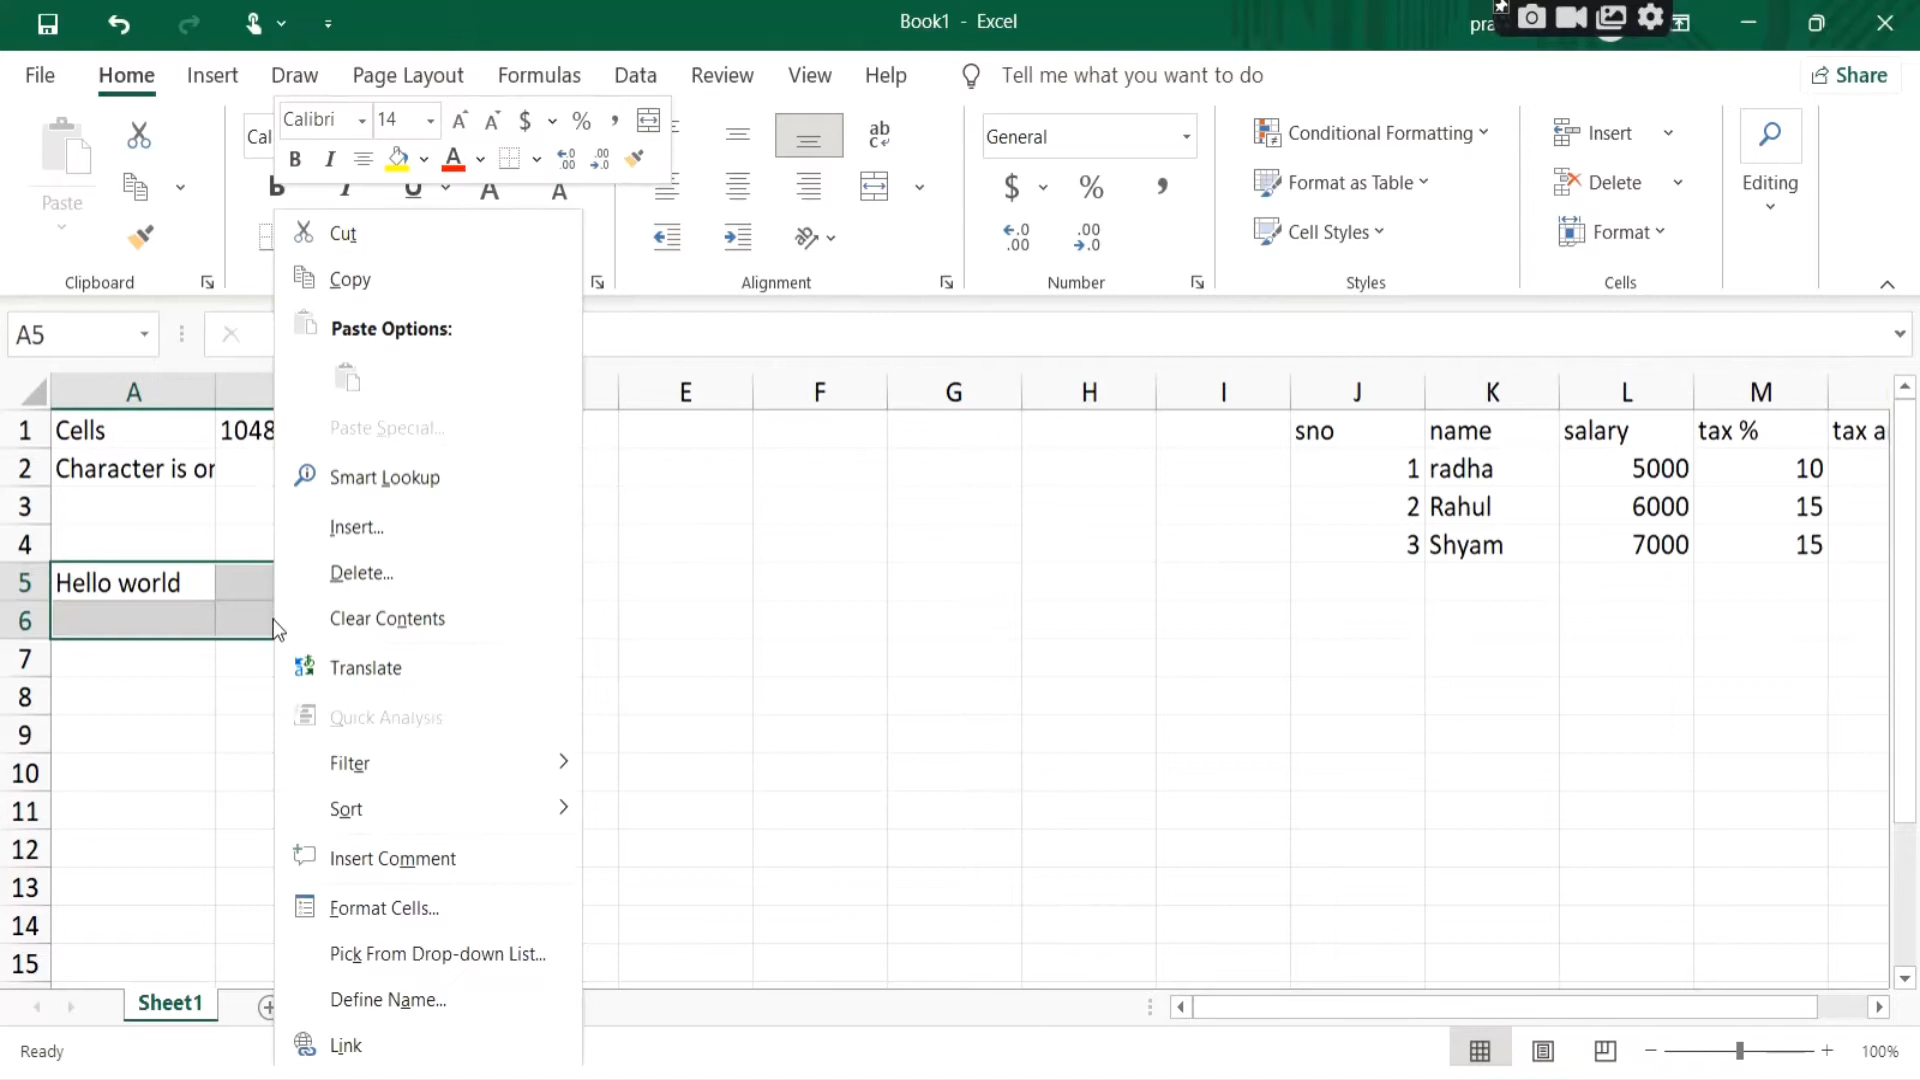 Book1 - Excel
pra
File Home Insert Draw Page Layout Formulas Data Review View Help Tell me what you want to do Share
Calibri 14 $ % ,
B I A
Paste
Cal
B I U A A
ab
c
General
$ % ,
Conditional Formatting
Format as Table
Cell Styles
Insert
Delete
Format
Editing
Clipboard Alignment Number Styles Cells
A5
Cut
Copy
Paste Options:
Paste Special...
Smart Lookup
Insert...
Delete...
Clear Contents
Translate
Quick Analysis
Filter
Sort
Insert Comment
Format Cells...
Pick From Drop-down List...
Define Name...
Link
A E F G H I J K L M
1 Cells 1048 sno name salary tax % tax a
2 Character is or 1 radha 5000 10
3 2 Rahul 6000 15
4 3 Shyam 7000 15
5 Hello world
6
7
8
9
10
11
12
13
14
15
Sheet1
Ready 100%